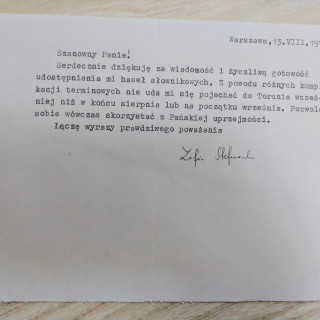 Warszawa,13.VIII.19
Szanowny Panie!
Serdecznie dziękuję za wiadomość i życzliwą gotowość
udostępnienia mi haseł słownikowych. Z powodu różnych kompl
kacji terminowych nie uda mi się pojechać do Torunia wcześ-
niej niż w końcu sierpnia lub na początku września. Pozwolę
sobie wówczas skorzystać z Pańskiej uprzejmości.
Łączę wyrazy prawdziwego poważania
Zofia